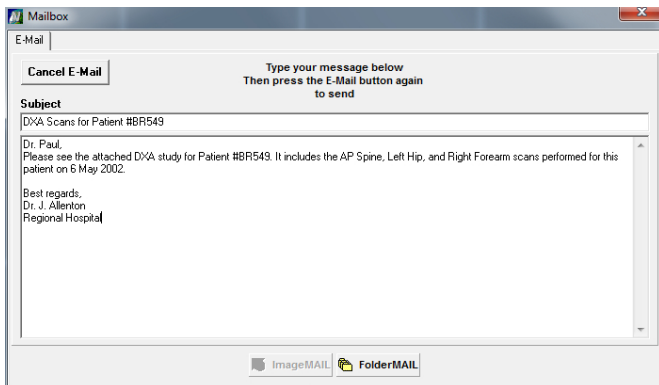 Mailbox
E-Mail
Cancel E-Mail
Type your message below
Then press the E-Mail button again
to send
Subject
DXA Scans for Patient #BR549
Dr. Paul,
Please see the attached DXA study for Patient #BR549. It includes the AP Spine, Left Hip, and Right Forearm scans performed for this
patient on 6 May 2002.
Best regards,
Dr. J. Allenton
Regional Hospital
ImageMAIL FolderMAIL